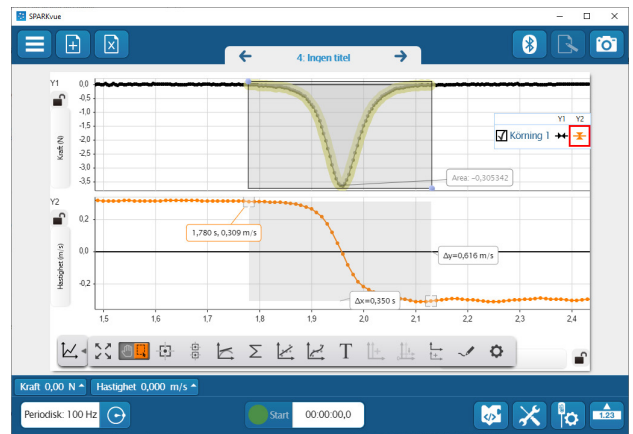 SPARKvue
4: Ingen titel
Y1
0,0
-0,5
-1,0
-1,5
-2,0
-2,5
-3,0
-3,5
Kraft (N)
Y1 Y2
Körning 1
Area: -0,305342
Y2
0,2
0,0
-0,2
Hastighet (m/s)
1,780 s, 0,309 m/s
Δy=0,616 m/s
Δx=0,350 s
1,5 1,6 1,7 1,8 1,9 2,0 2,1 2,2 2,3 2,4
Σ T
Kraft 0,00 N Hastighet 0,000 m/s
Periodisk: 100 Hz Start 00:00:00,0 1.23